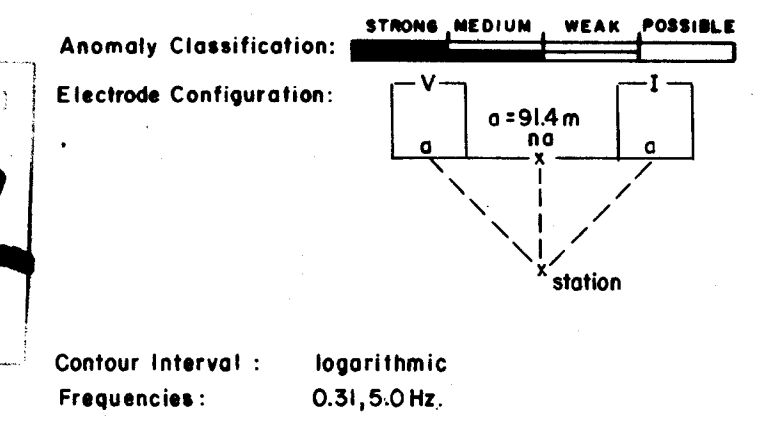 STRONG MEDIUM WEAK POSSIBLE
Anomaly Classification:
Electrode Configuration:
V I
a = 91.4 m
na
a x a
x station
Contour Interval : logarithmic
Frequencies: 0.31, 5.0 Hz.